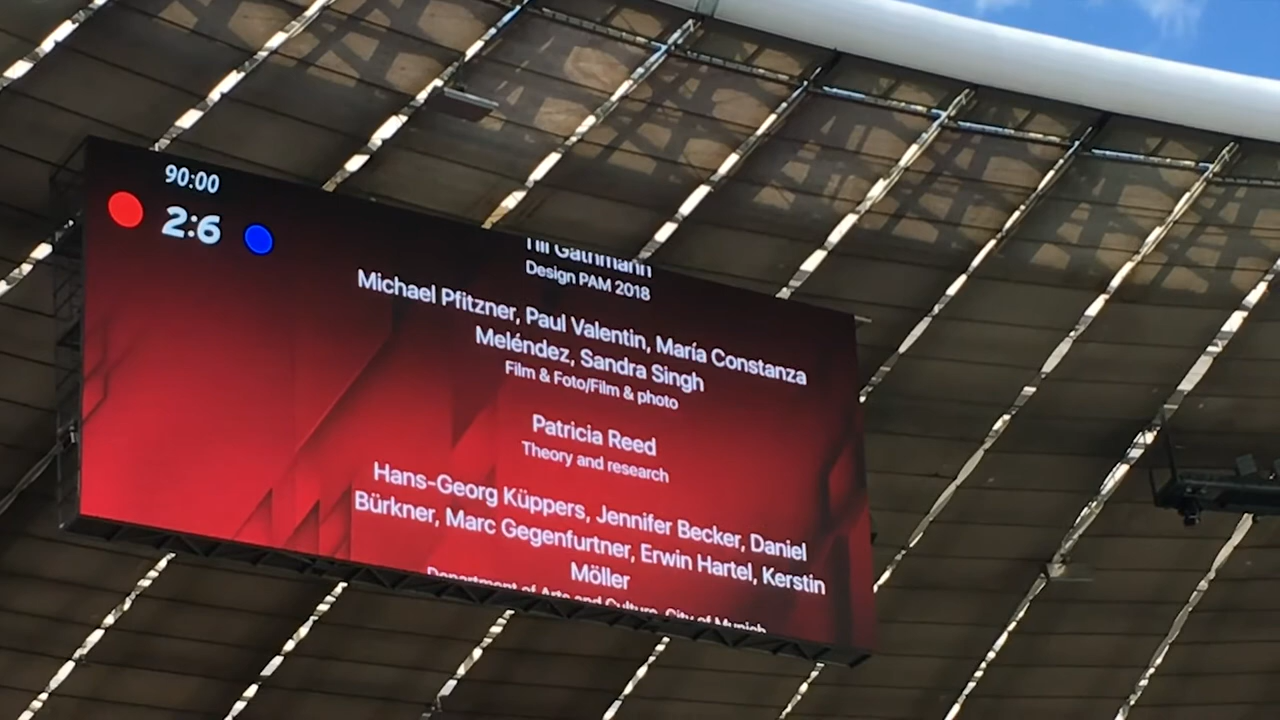 90:00
2:6
Till Gathmann
Design PAM 2018
Michael Pfitzner, Paul Valentin, María Constanza
Meléndez, Sandra Singh
Film & Foto/Film & photo
Patricia Reed
Theory and research
Hans-Georg Küppers, Jennifer Becker, Daniel
Bürkner, Marc Gegenfurtner, Erwin Hartel, Kerstin
Möller
Department of Arts and Culture, City of Munich